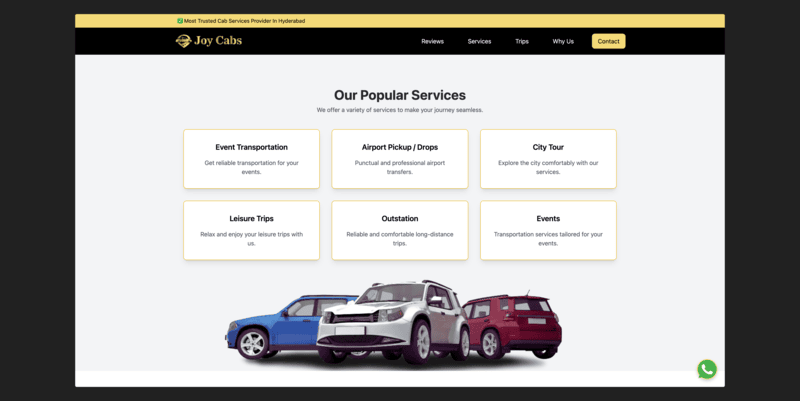 ✅ Most Trusted Cab Services Provider In Hyderabad
Joy Cabs
Reviews
Services
Trips
Why Us
Contact
Our Popular Services
We offer a variety of services to make your journey seamless.
Event Transportation
Get reliable transportation for your
events.
Airport Pickup / Drops
Punctual and professional airport
transfers.
City Tour
Explore the city comfortably with our
services.
Leisure Trips
Relax and enjoy your leisure trips with
us.
Outstation
Reliable and comfortable long-distance
trips.
Events
Transportation services tailored for your
events.